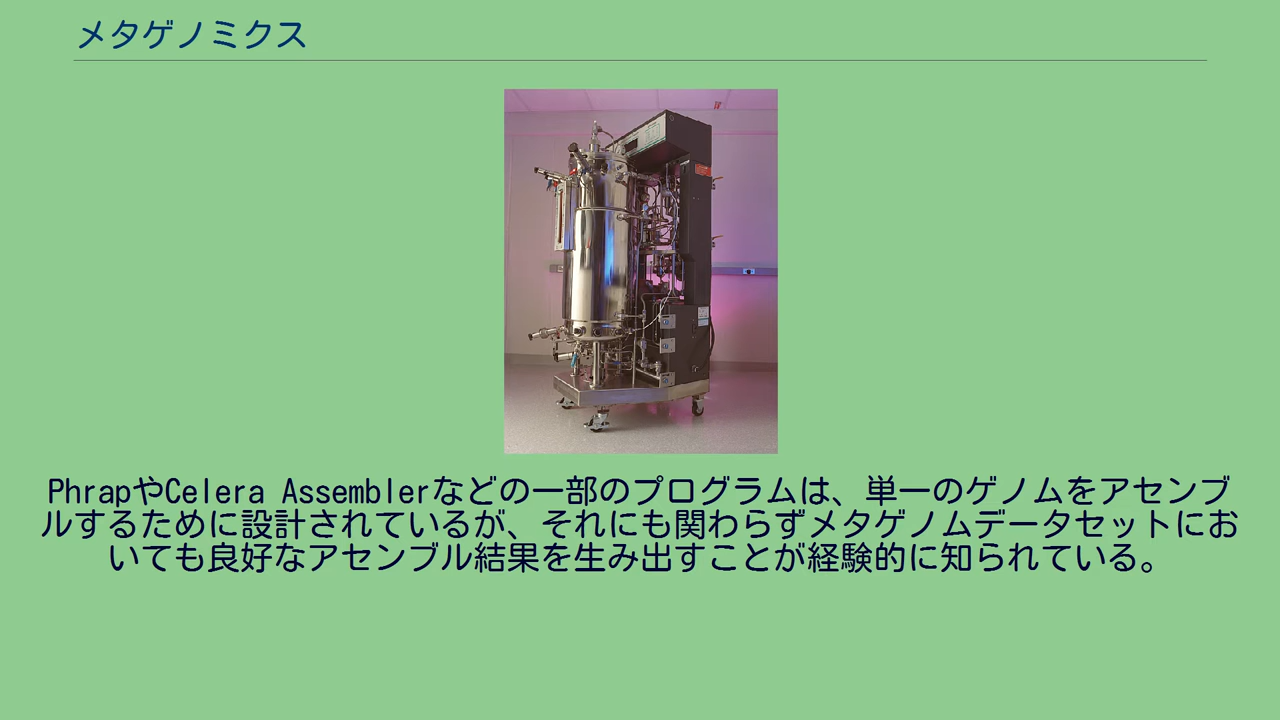 メタゲノミクス
PhrapやCelera Assemblerなどの一部のプログラムは、単一のゲノムをアセンブ
ルするために設計されているが、それにも関わらずメタゲノムデータセットにお
いても良好なアセンブル結果を生み出すことが経験的に知られている。